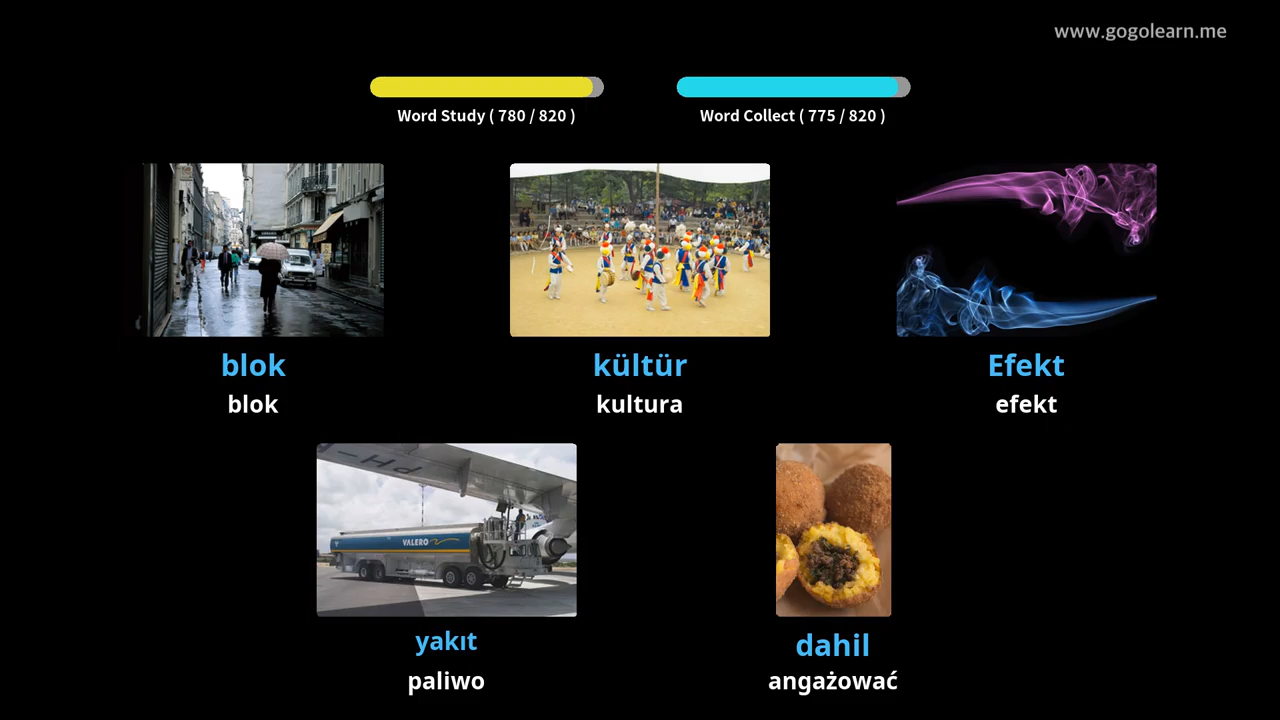 www.gogolearn.me
Word Study ( 780 / 820 )
Word Collect ( 775 / 820 )
blok
blok
kültür
kultura
Efekt
efekt
PH-I
VALERO
yakıt
paliwo
dahil
angażować